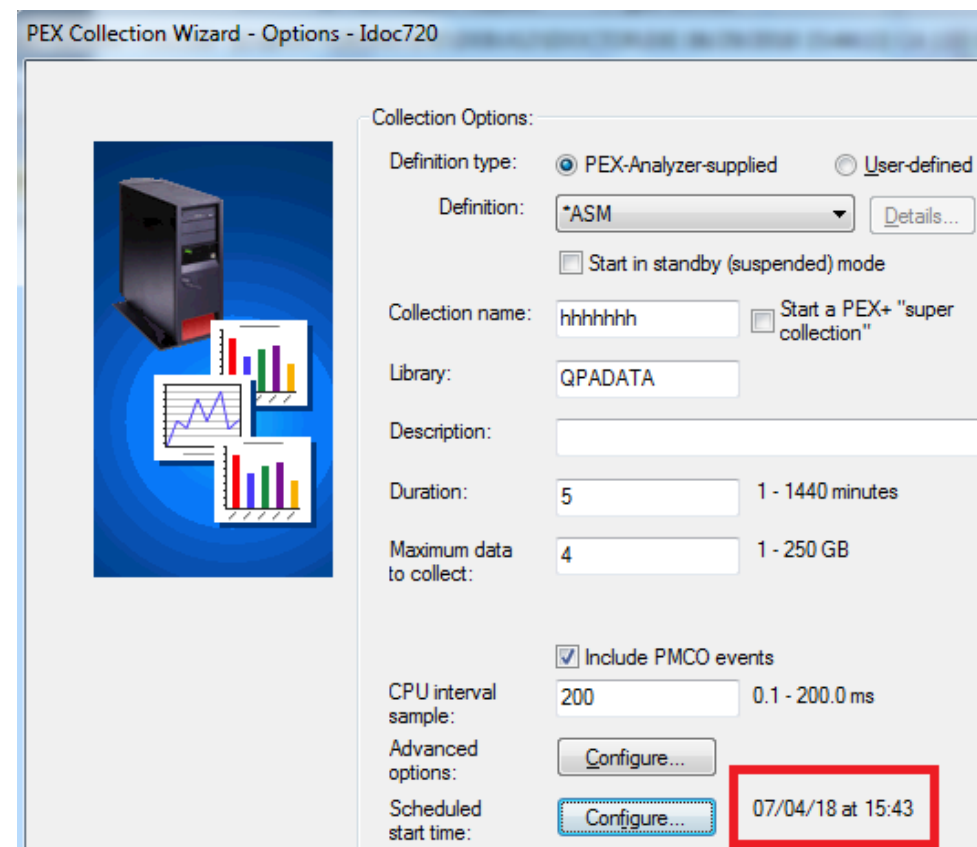 PEX Collection Wizard - Options - Idoc720
Collection Options:
Definition type: PEX-Analyzer-supplied User-defined
Definition: *ASM Details...
Start in standby (suspended) mode
Collection name: hhhhhhh Start a PEX+ "super
collection"
Library: QPADATA
Description:
Duration: 5 1 - 1440 minutes
Maximum data
to collect: 4 1 - 250 GB
Include PMCO events
CPU interval
sample: 200 0.1 - 200.0 ms
Advanced
options: Configure...
Scheduled
start time: Configure... 07/04/18 at 15:43